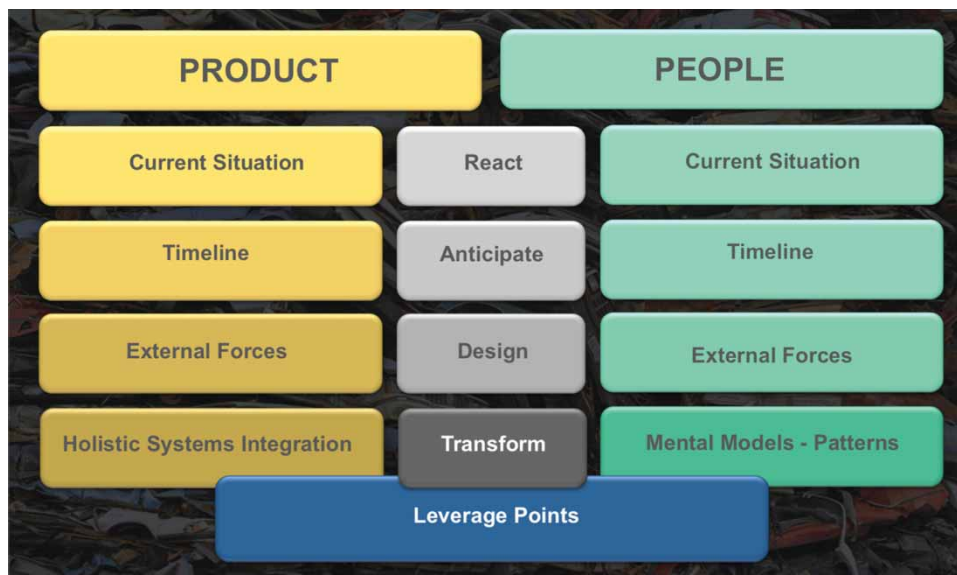 PRODUCT
PEOPLE
Current Situation
React
Current Situation
Timeline
Anticipate
Timeline
External Forces
Design
External Forces
Holistic Systems Integration
Transform
Mental Models - Patterns
Leverage Points